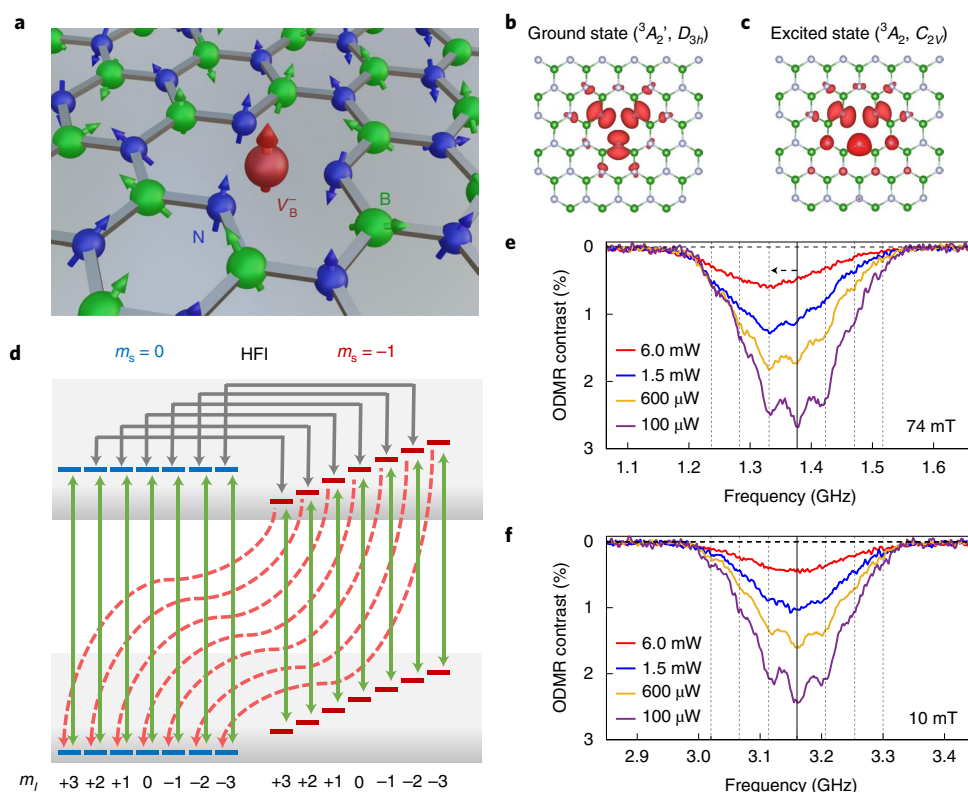 a
V_B^-
N
B
b
Ground state (³A₂′, D₃ₕ)
c
Excited state (³A₂, C₂ᵥ)
d
mₛ = 0
HFI
mₛ = −1
m_I
+3 +2 +1 0 −1 −2 −3
+3 +2 +1 0 −1 −2 −3
e
ODMR contrast (%)
0
1
2
3
6.0 mW
1.5 mW
600 μW
100 μW
74 mT
1.1 1.2 1.3 1.4 1.5 1.6
Frequency (GHz)
f
ODMR contrast (%)
0
1
2
3
6.0 mW
1.5 mW
600 μW
100 μW
10 mT
2.9 3.0 3.1 3.2 3.3 3.4
Frequency (GHz)